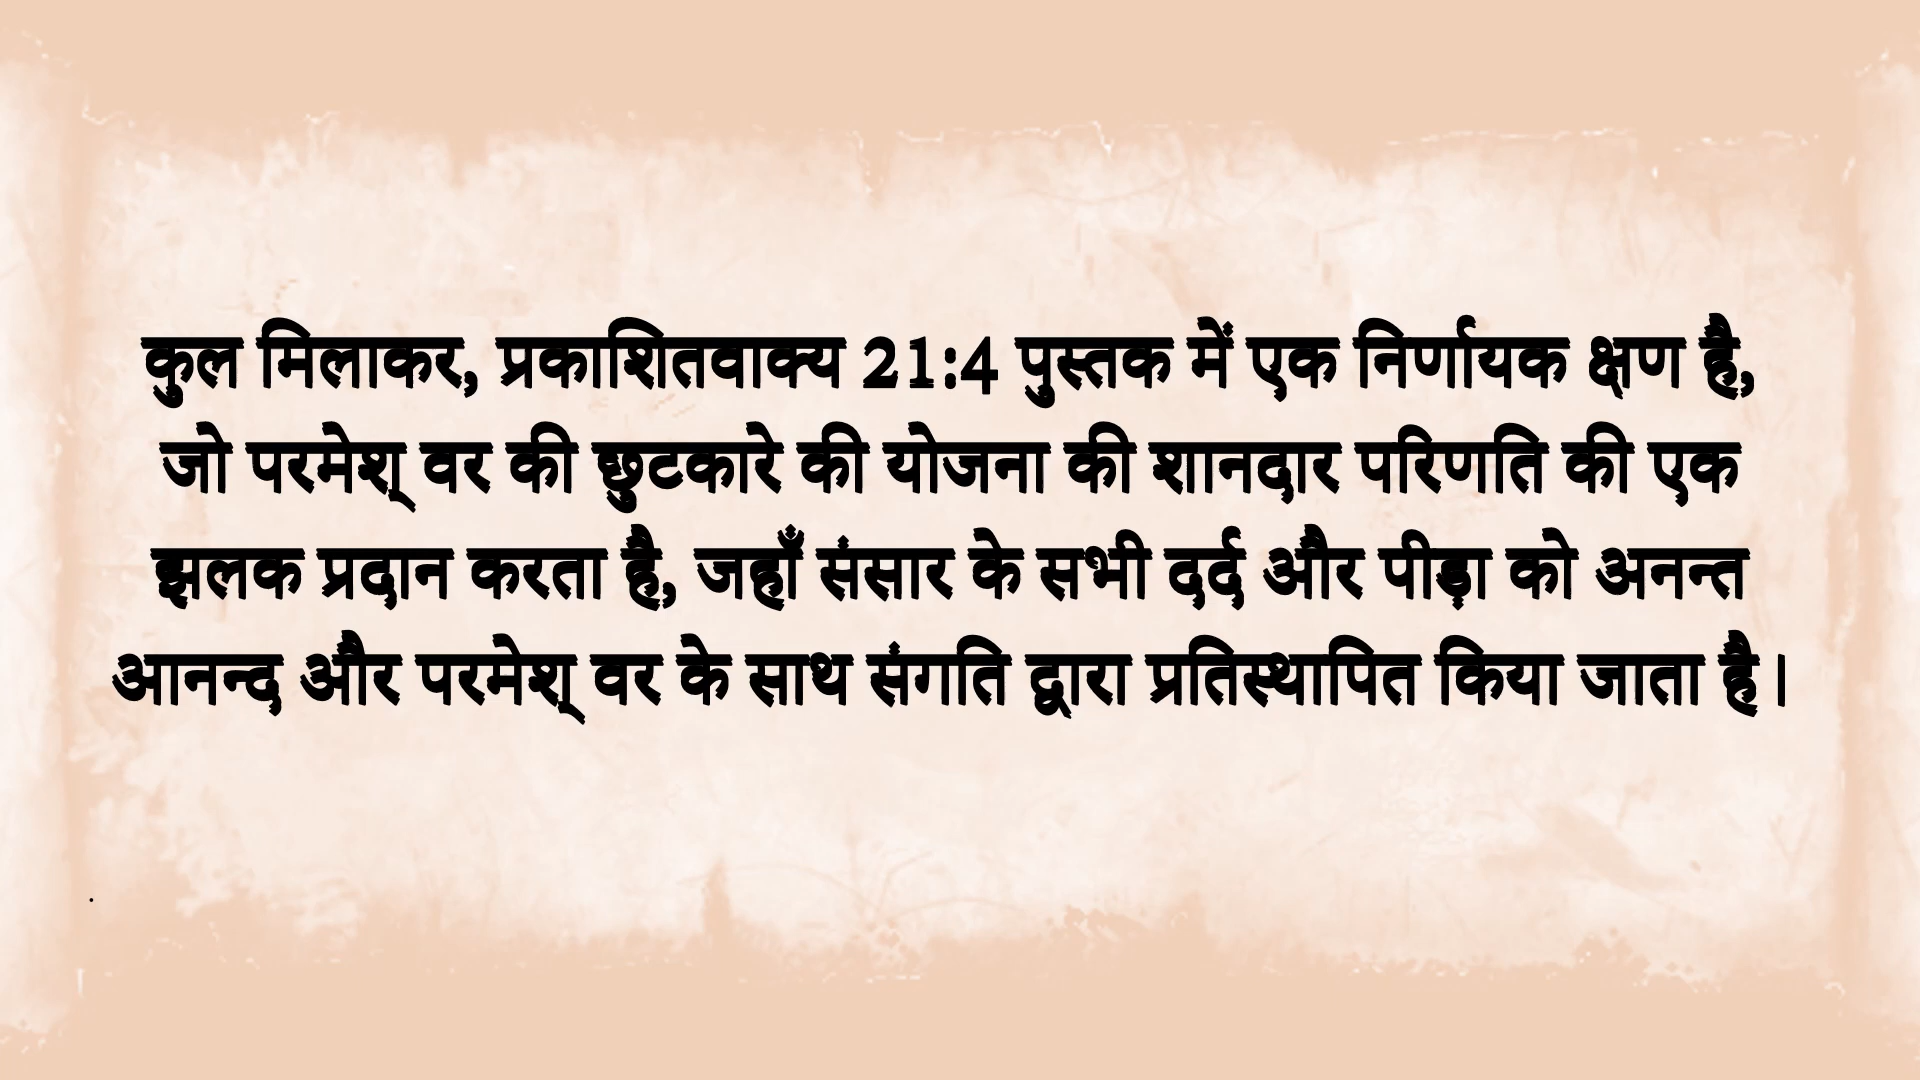 कुल मिलाकर, प्रकाशितवाक्य 21:4 पुस्तक में एक निर्णायक क्षण है,
जो परमेश् वर की छुटकारे की योजना की शानदार परिणति की एक
झलक प्रदान करता है, जहाँ संसार के सभी दर्द और पीड़ा को अनन्त
आनन्द और परमेश् वर के साथ संगति द्वारा प्रतिस्थापित किया जाता है।
.